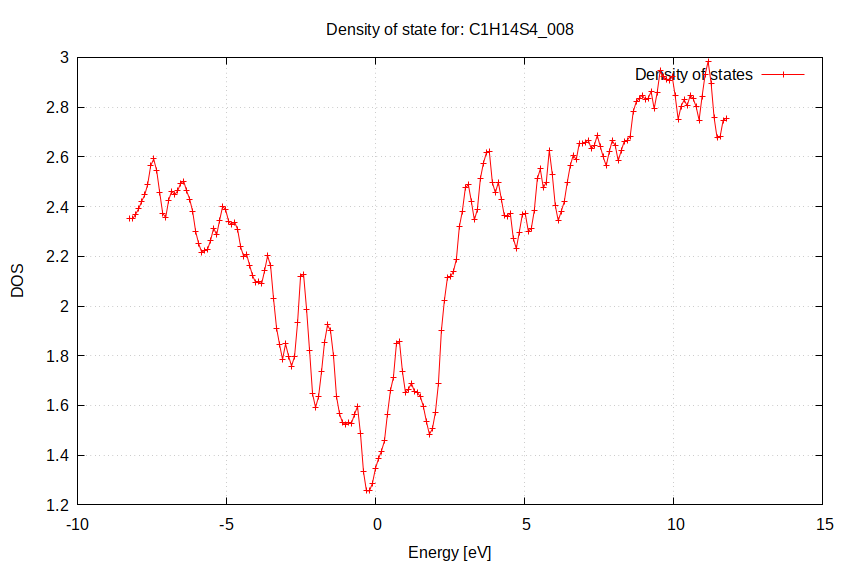 Density of state for: C1H14S4_008
Density of states
3
2.8
2.6
2.4
2.2
2
1.8
1.6
1.4
1.2
DOS
-10 -5 0 5 10 15
Energy [eV]